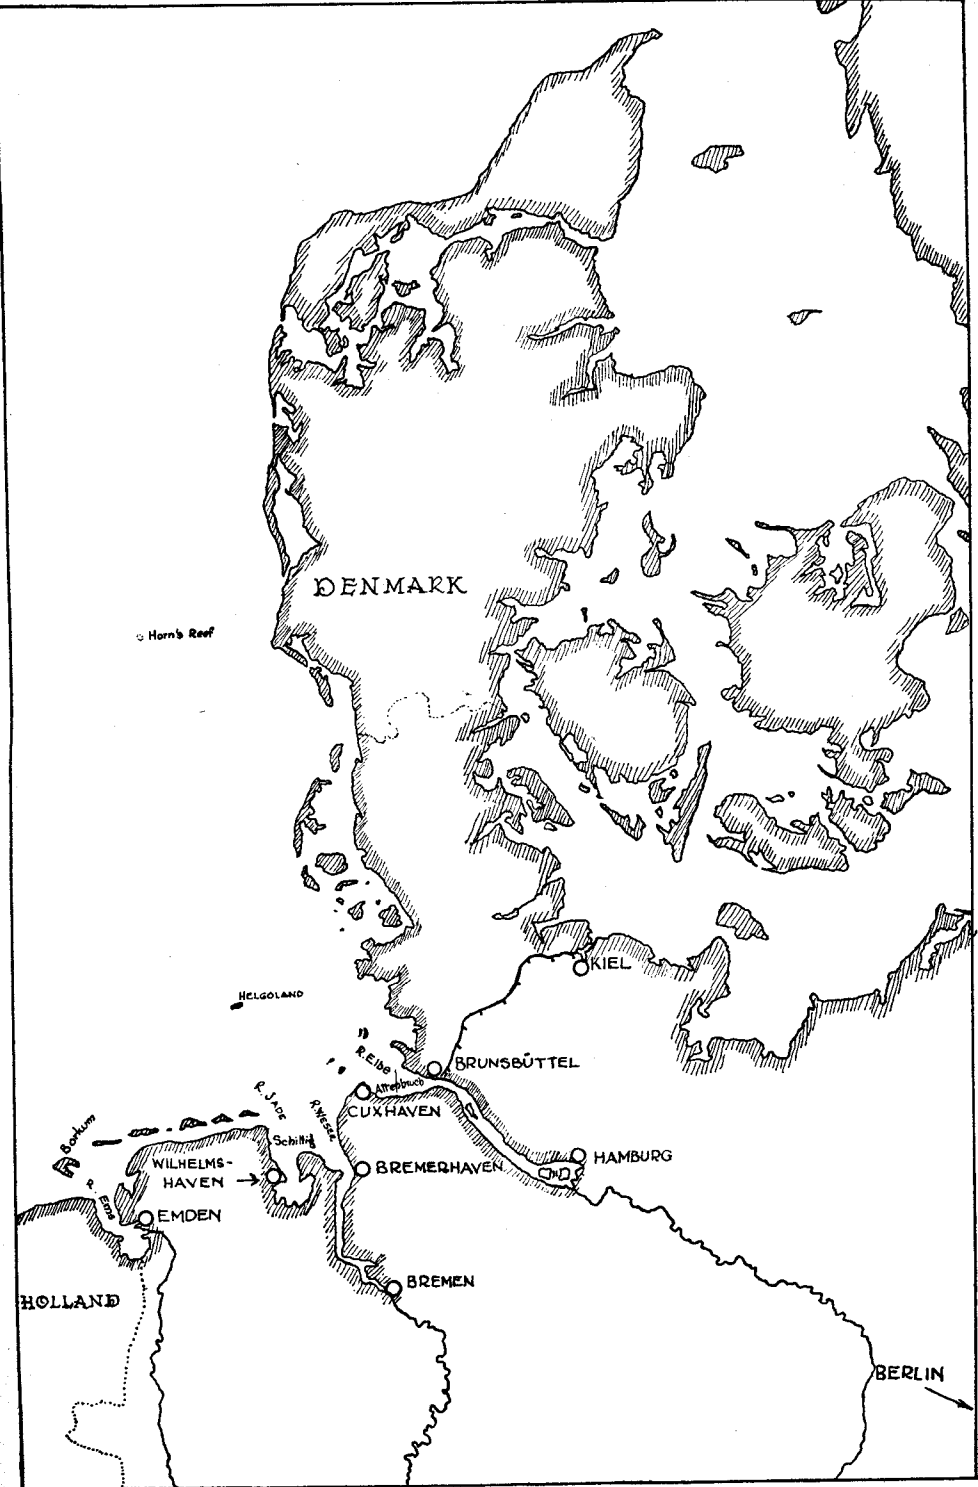 DENMARK
Horn's Reef
KIEL
HELGOLAND
R. Elbe
BRUNSBÜTTEL
CUXHAVEN
R. JADE
R. WESER
Borkum
Schillig
HAMBURG
WILHELMS-
HAVEN
BREMERHAVEN
R. Ems
EMDEN
BREMEN
HOLLAND
BERLIN